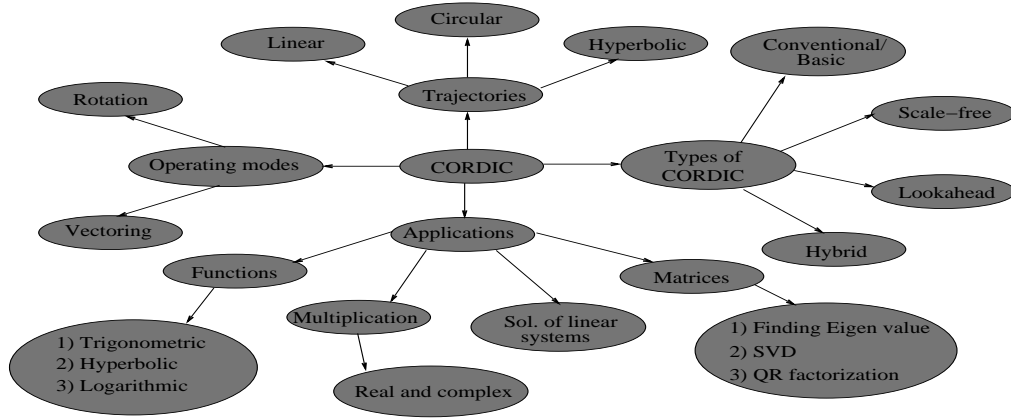 Circular
Linear
Hyperbolic
Conventional/
Basic
Trajectories
Rotation
Scale−free
Operating modes
CORDIC
Types of
CORDIC
Lookahead
Vectoring
Applications
Hybrid
Functions
Matrices
Multiplication
Sol. of linear
systems
1) Trigonometric
2) Hyperbolic
3) Logarithmic
1) Finding Eigen value
2) SVD
3) QR factorization
Real and complex